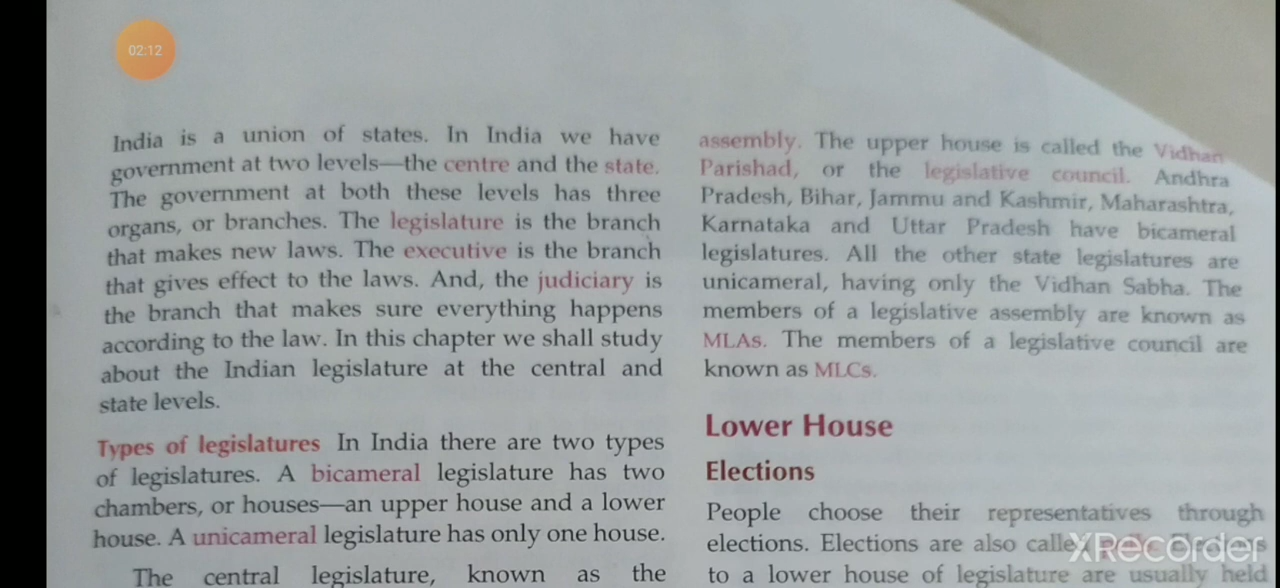 02:12
India is a union of states. In India we have
government at two levels—the centre and the state.
The government at both these levels has three
organs, or branches. The legislature is the branch
that makes new laws. The executive is the branch
that gives effect to the laws. And, the judiciary is
the branch that makes sure everything happens
according to the law. In this chapter we shall study
about the Indian legislature at the central and
state levels.
Types of legislatures In India there are two types
of legislatures. A bicameral legislature has two
chambers, or houses—an upper house and a lower
house. A unicameral legislature has only one house.
The central legislature, known as the
assembly. The upper house is called the Vidhan
Parishad, or the legislative council. Andhra
Pradesh, Bihar, Jammu and Kashmir, Maharashtra,
Karnataka and Uttar Pradesh have bicameral
legislatures. All the other state legislatures are
unicameral, having only the Vidhan Sabha. The
members of a legislative assembly are known as
MLAs. The members of a legislative council are
known as MLCs.
Lower House
Elections
People choose their representatives through
elections. Elections are also called
to a lower house of legislature are usually held
XRecorder